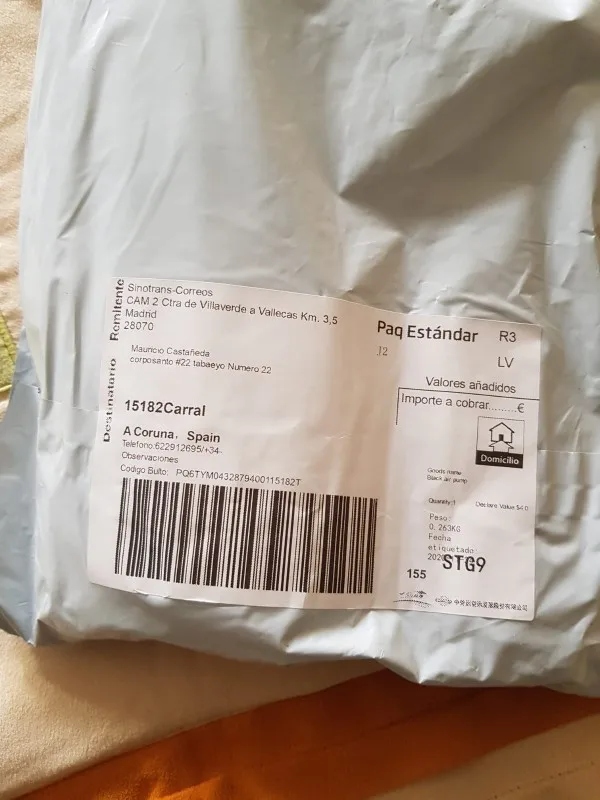 Remitente
Sinotrans-Correos
CAM 2 Ctra de Villaverde a Vallecas Km. 3,5
Madrid
28070
Destinatario
Mauricio Castañeda
corposanto #22 tabaeyo Numero 22
15182Carral
A Coruna, Spain
Telefono:622912695/+34-
Observaciones
Codigo Bulto: PQ6TYM0432879400115182T
Paq Estándar R3
J2
LV
Valores añadidos
Importe a cobrar........€
Domicilio
Goods name
Black air pump
Quantity:1 Declare Value $4.0
Peso:
0.263KG
Fecha
etiquetado:
202
STG9
155